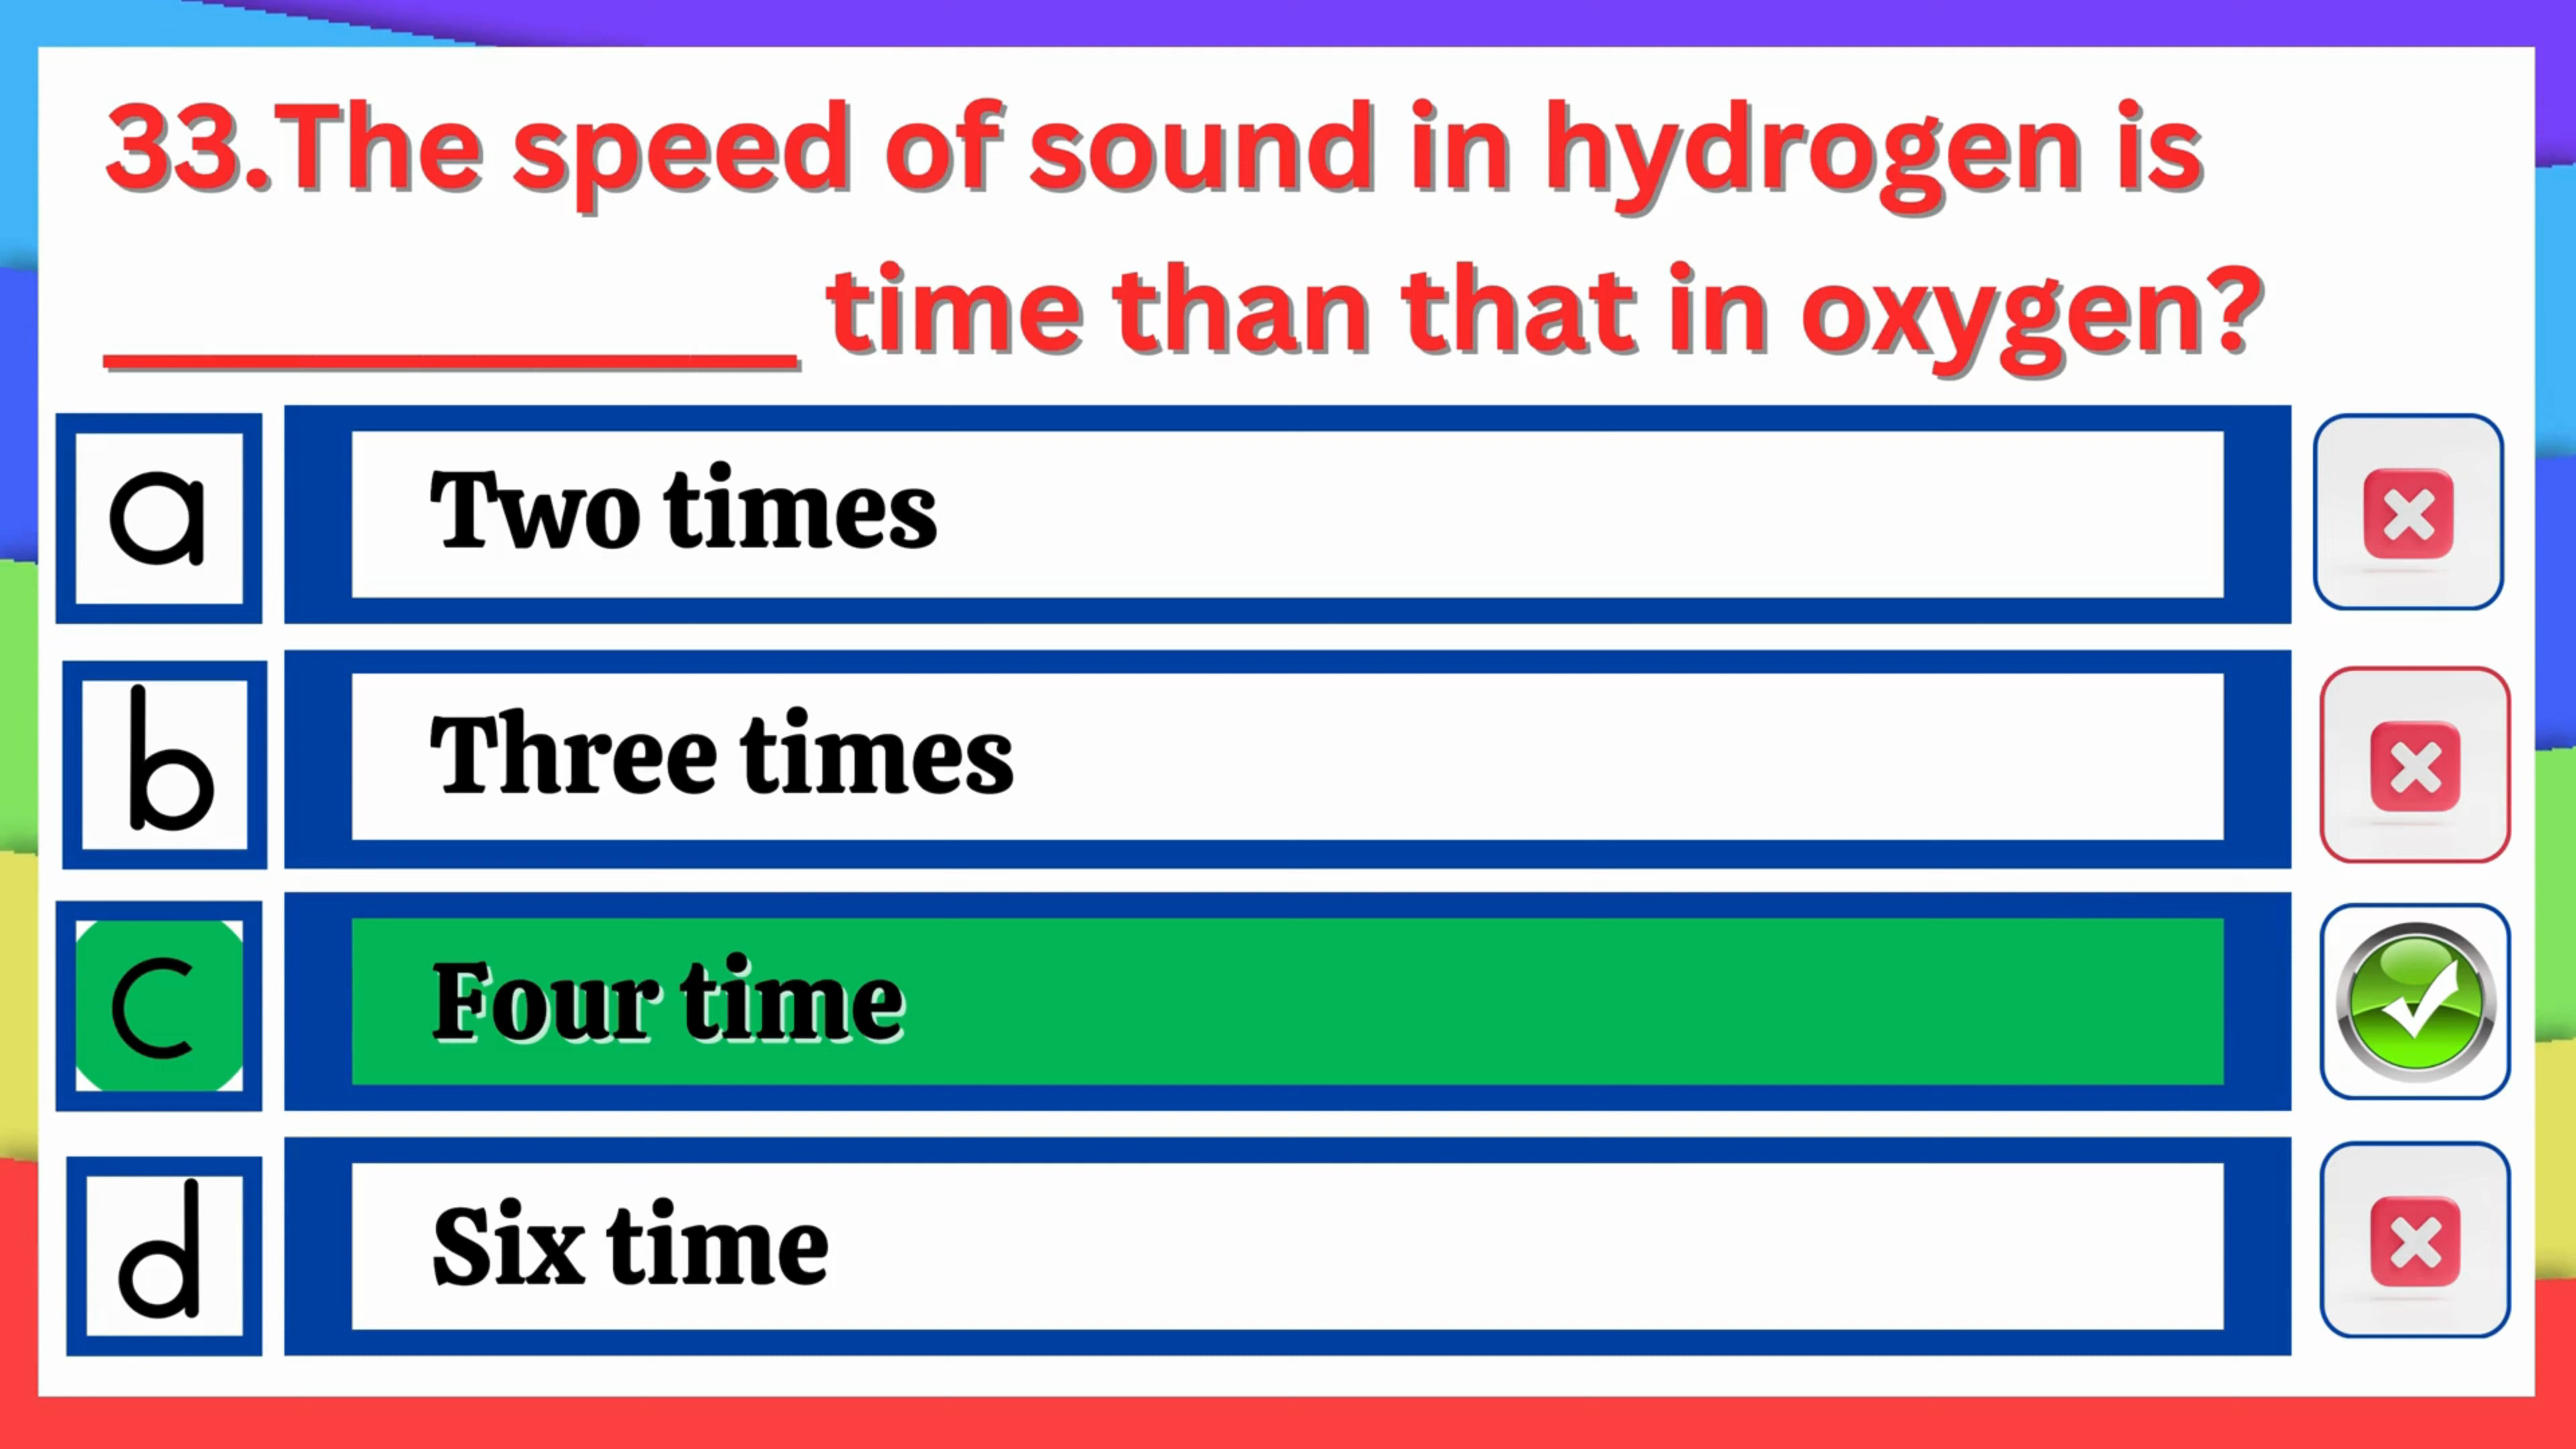 33.The speed of sound in hydrogen is
____________ time than that in oxygen?
a Two times
b Three times
c Four time
d Six time